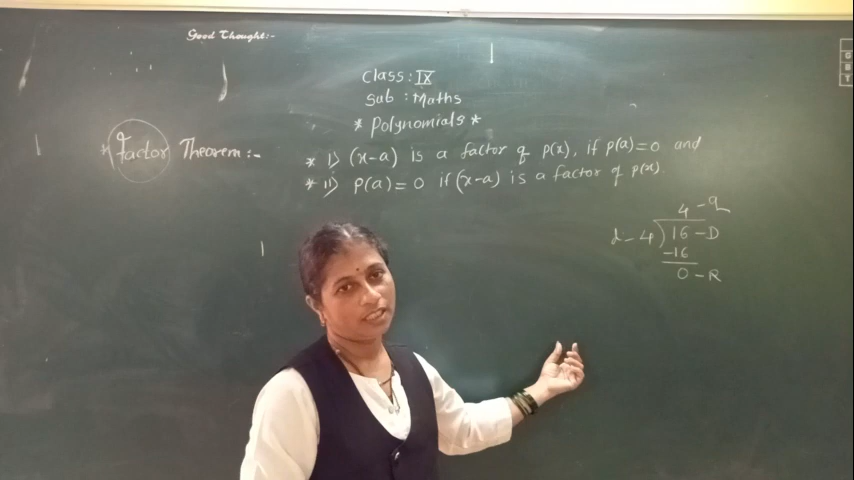 Good Thought:-
Class: IX
Sub : Maths
* Polynomials *
* Factor Theorem :-
* i) (x-a) is a factor of p(x), if p(a)=0 and
* ii) p(a)=0 if (x-a) is a factor of p(x).
4 - q
d - 4) 16 - D
-16
0 - R
G
B
T